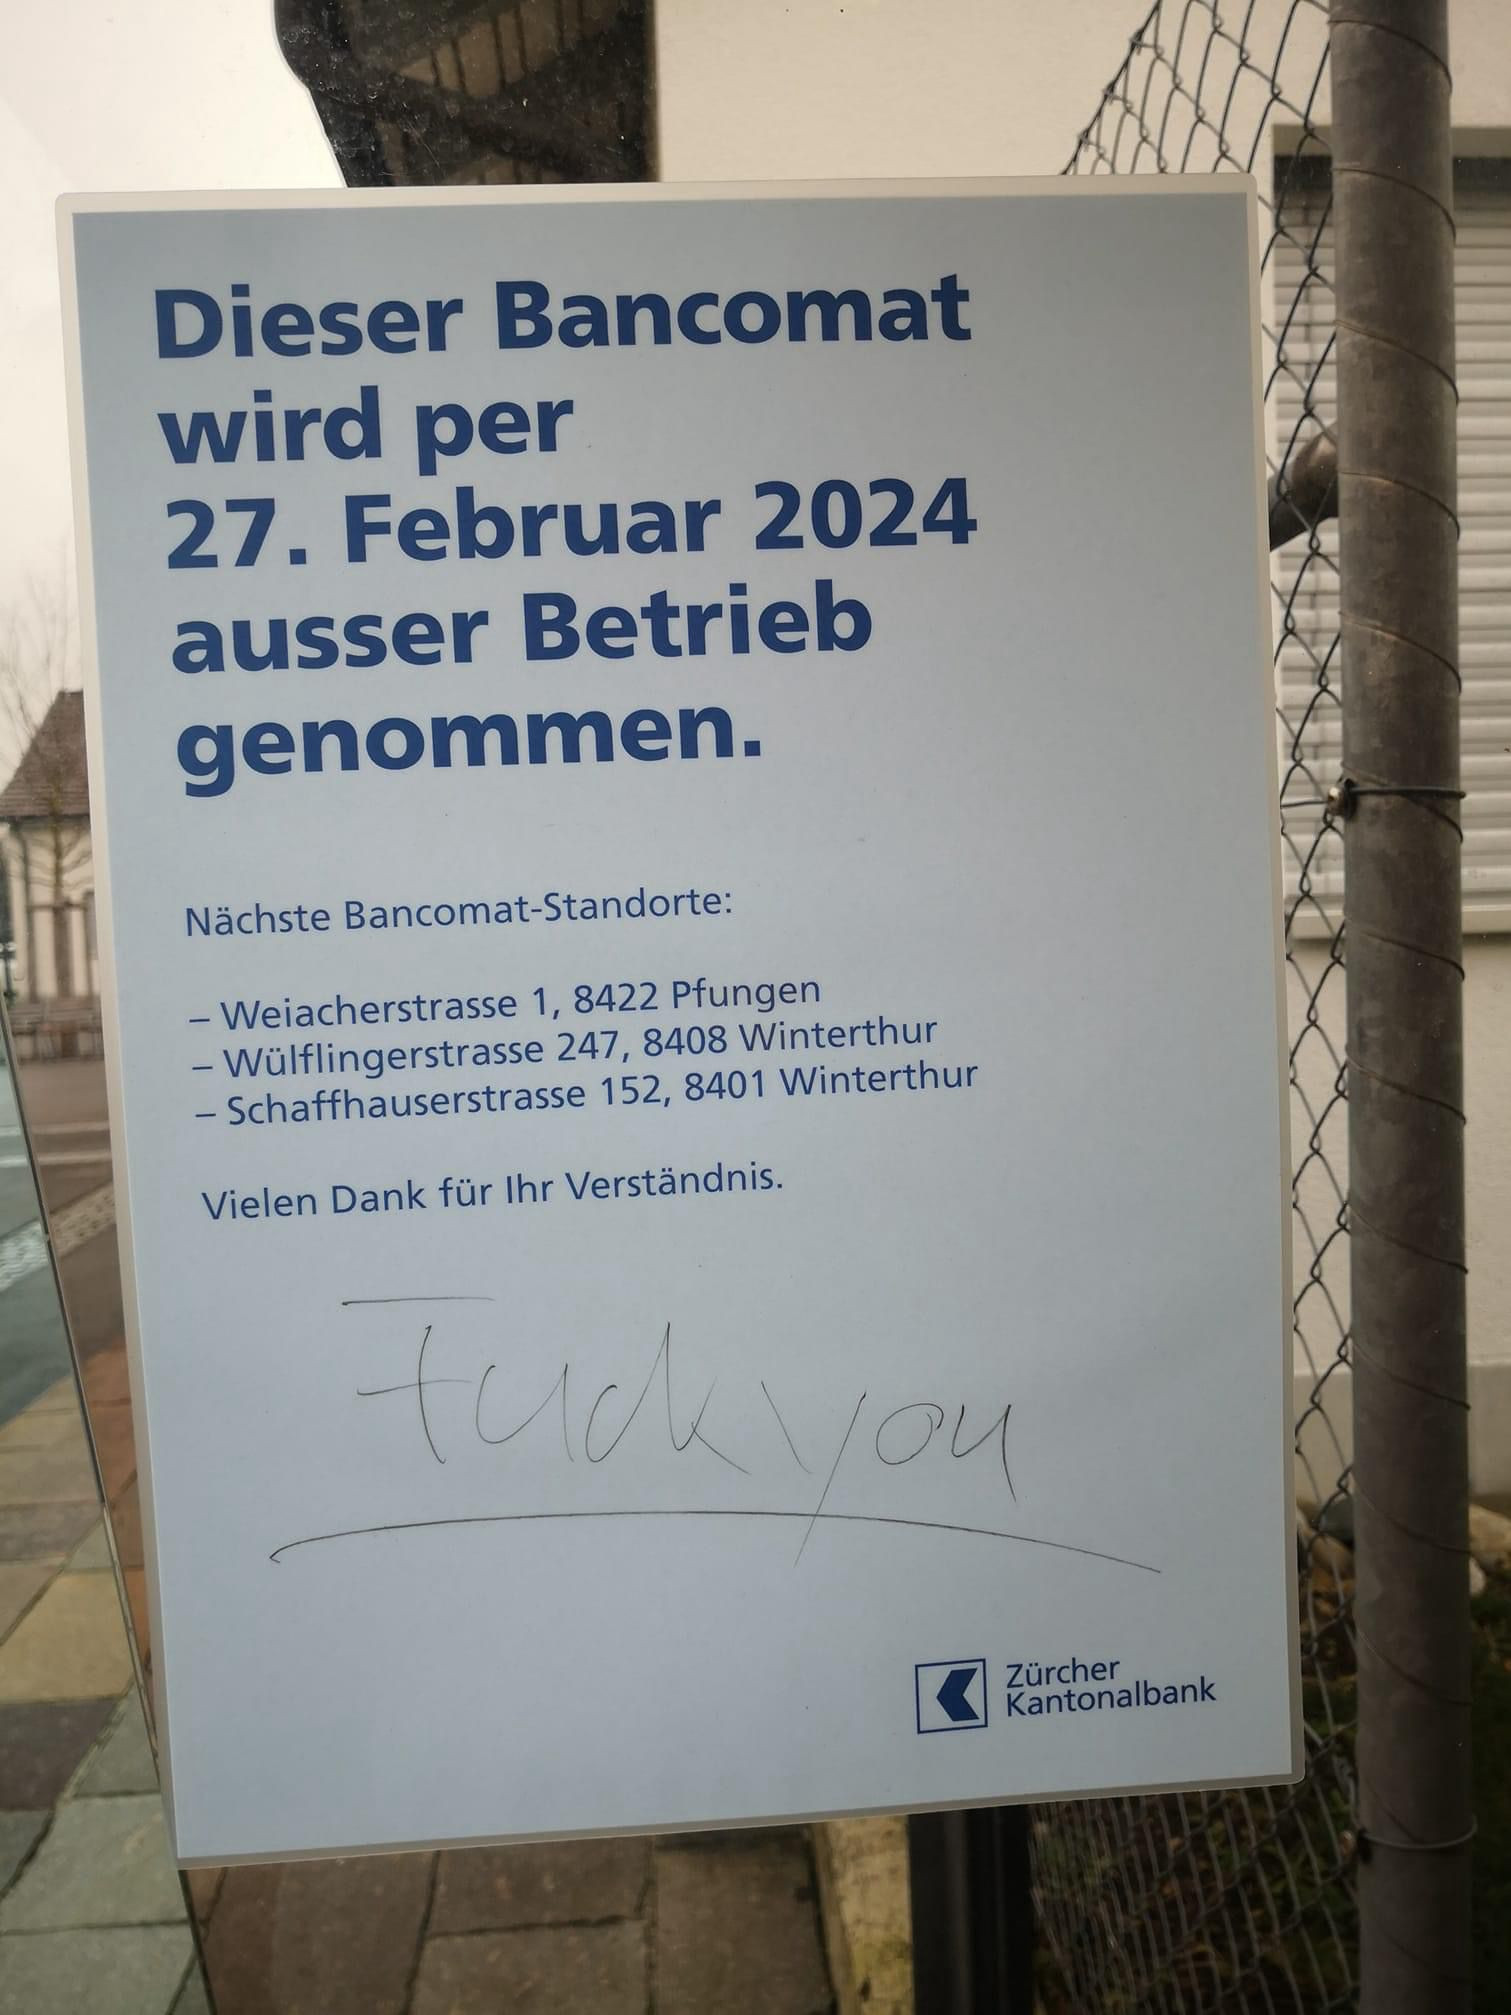 Dieser Bancomat
wird per
27. Februar 2024
ausser Betrieb
genommen.
Nächste Bancomat-Standorte:
– Weiacherstrasse 1, 8422 Pfungen
– Wülflingerstrasse 247, 8408 Winterthur
– Schaffhauserstrasse 152, 8401 Winterthur
Vielen Dank für Ihr Verständnis.
Fuck you
Zürcher
Kantonalbank